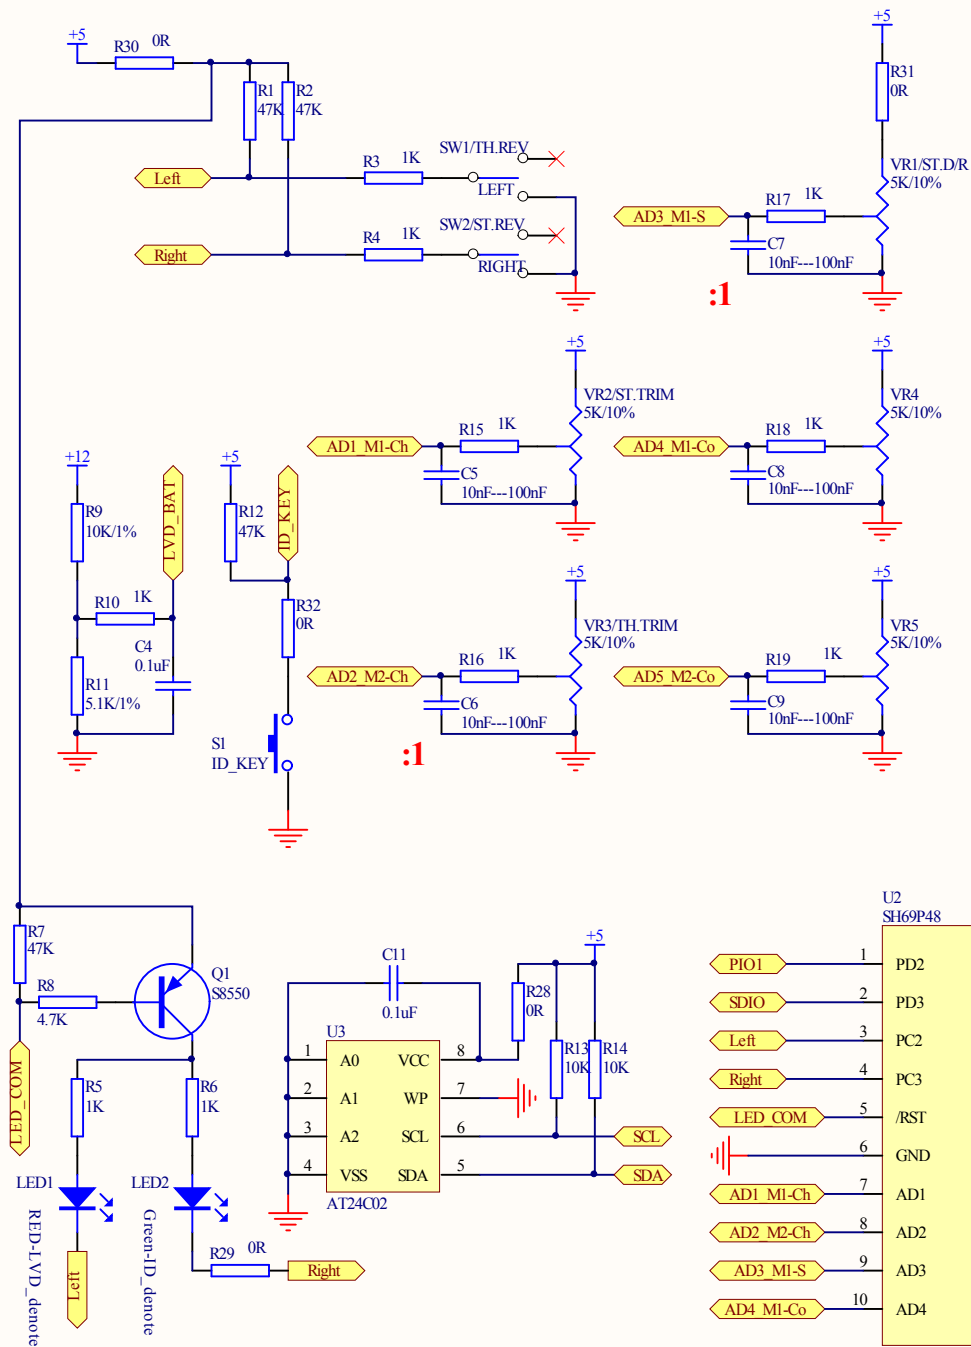 +5
R30 0R
R1
47K
R2
47K
Left
R3 1K
SW1/TH.REV
LEFT
Right
R4 1K
SW2/ST.REV
RIGHT
+5
R31
0R
VR1/ST.D/R
5K/10%
AD3_M1-S
R17 1K
C7
10nF---100nF
:1
+5
VR2/ST.TRIM
5K/10%
AD1_M1-Ch
R15 1K
C5
10nF---100nF
+5
VR4
5K/10%
AD4_M1-Co
R18 1K
C8
10nF---100nF
+12
R9
10K/1%
LVD_BAT
R10 1K
C4
0.1uF
R11
5.1K/1%
+5
R12
47K
ID_KEY
R32
0R
S1
ID_KEY
+5
VR3/TH.TRIM
5K/10%
AD2_M2-Ch
R16 1K
C6
10nF---100nF
:1
+5
VR5
5K/10%
AD5_M2-Co
R19 1K
C9
10nF---100nF
R7
47K
R8
4.7K
Q1
S8550
LED_COM
R5
1K
R6
1K
LED1
RED-LVD_denote
Left
LED2
Green-ID_denote
R29 0R
Right
C11
0.1uF
+5
R28
0R
R13
10K
R14
10K
U3
1 A0 VCC 8
2 A1 WP 7
3 A2 SCL 6
4 VSS SDA 5
AT24C02
SCL
SDA
U2
SH69P48
PIO1 1 PD2
SDIO 2 PD3
Left 3 PC2
Right 4 PC3
LED_COM 5 /RST
6 GND
AD1_M1-Ch 7 AD1
AD2_M2-Ch 8 AD2
AD3_M1-S 9 AD3
AD4_M1-Co 10 AD4